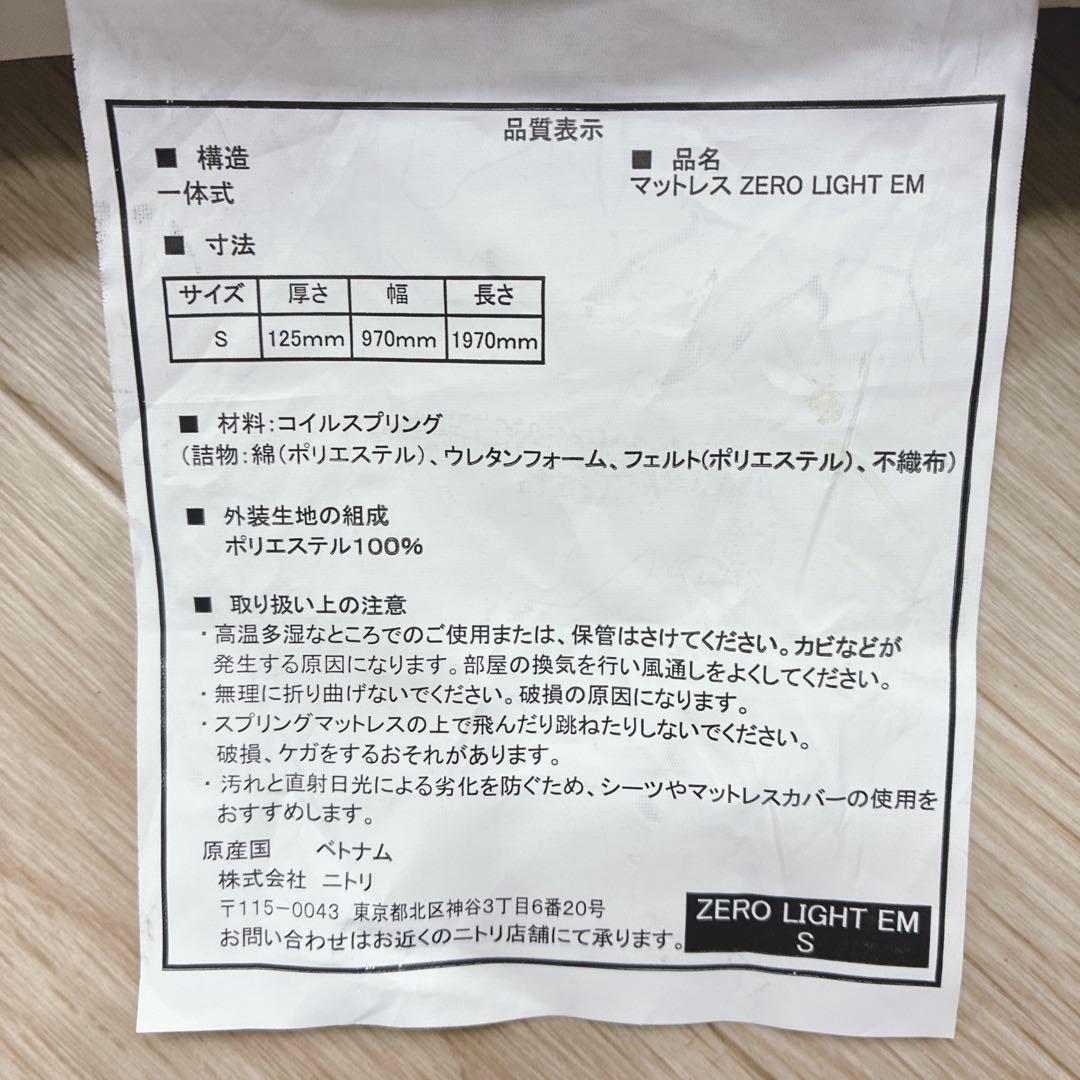 品質表示
■ 構造
一体式
■ 品名
マットレス ZERO LIGHT EM
■ 寸法
サイズ 厚さ 幅 長さ
S 125mm 970mm 1970mm
■ 材料:コイルスプリング
(詰物:綿(ポリエステル)、ウレタンフォーム、フェルト(ポリエステル)、不織布)
■ 外装生地の組成
ポリエステル100%
■ 取り扱い上の注意
・高温多湿なところでのご使用または、保管はさけてください。カビなどが
発生する原因になります。部屋の換気を行い風通しをよくしてください。
・無理に折り曲げないでください。破損の原因になります。
・スプリングマットレスの上で飛んだり跳ねたりしないでください。
破損、ケガをするおそれがあります。
・汚れと直射日光による劣化を防ぐため、シーツやマットレスカバーの使用を
おすすめします。
原産国 ベトナム
株式会社 ニトリ
〒115-0043 東京都北区神谷3丁目6番20号
お問い合わせはお近くのニトリ店舗にて承ります。
ZERO LIGHT EM
S